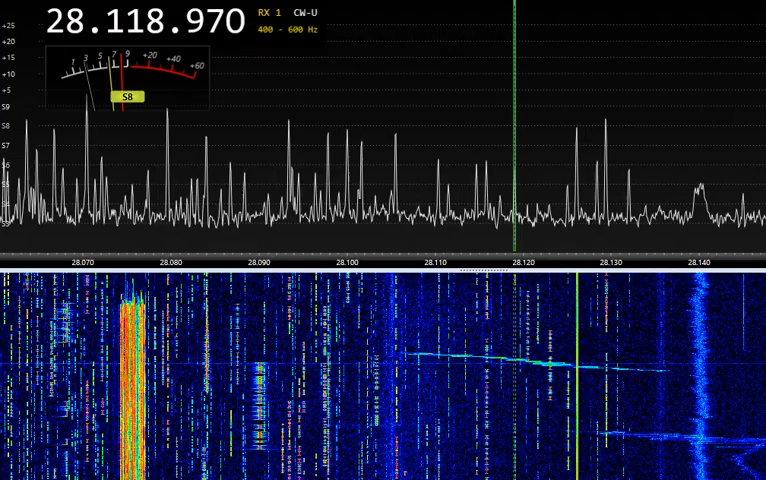 28.118.970 RX 1 CW-U
400 - 600 Hz
1 3 5 7 9 +20 +40 +60
S8
+25
+20
+15
+10
+5
S9
S8
S7
S6
S5
S4
28.070 28.080 28.090 28.100 28.110 28.120 28.130 28.140